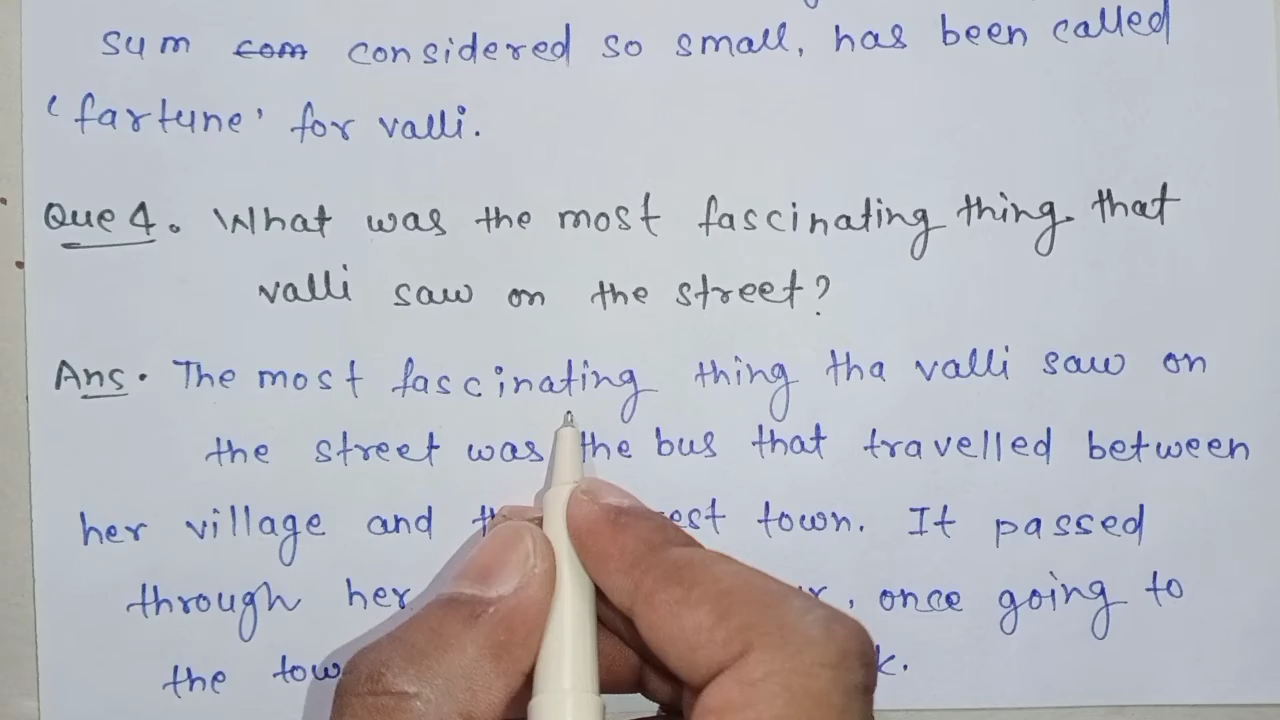 sum com considered so small, has been called
'fartune' for valli.
Que 4. What was the most fascinating thing that
valli saw on the street?
Ans. The most fascinating thing tha valli saw on
the street was the bus that travelled between
her village and town. It passed
through her once going to
the